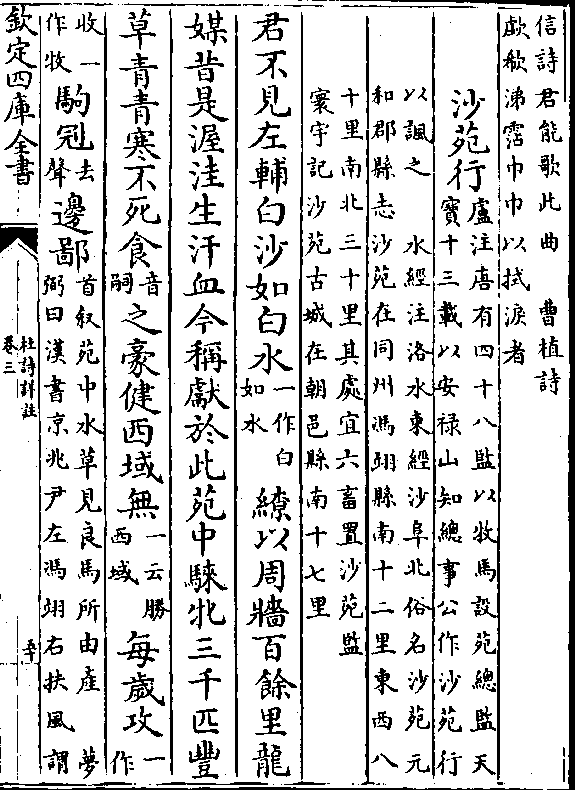 信詩君能歌此曲　曹植詩
歔欷涕霑巾巾以拭淚者
沙苑行盧注唐有四十八監以牧馬設苑總監天
寶十三載以安禄山知總事公作沙苑行
以諷之　水經注洛水東經沙阜北俗名沙苑元
和郡縣志沙苑在同州馮翊縣南十二里東西八
十里南北三十里其處宜六畜置沙苑監
寰宇記沙苑古城在朝邑縣南十七里
君不見左輔白沙如白水一作白如水繚以周牆百餘里龍
媒昔是渥洼生汗血今稱獻於此苑中騋牝三千匹豐
草青青寒不死食音嗣之豪健西域無一云勝西域每歲攻一作
收一作牧駒冠去聲邊鄙首叙苑中水草見良馬所由產　夢
弼曰漢書京兆尹左馮翊右扶風謂
欽定四庫全書
杜詩詳註
卷三